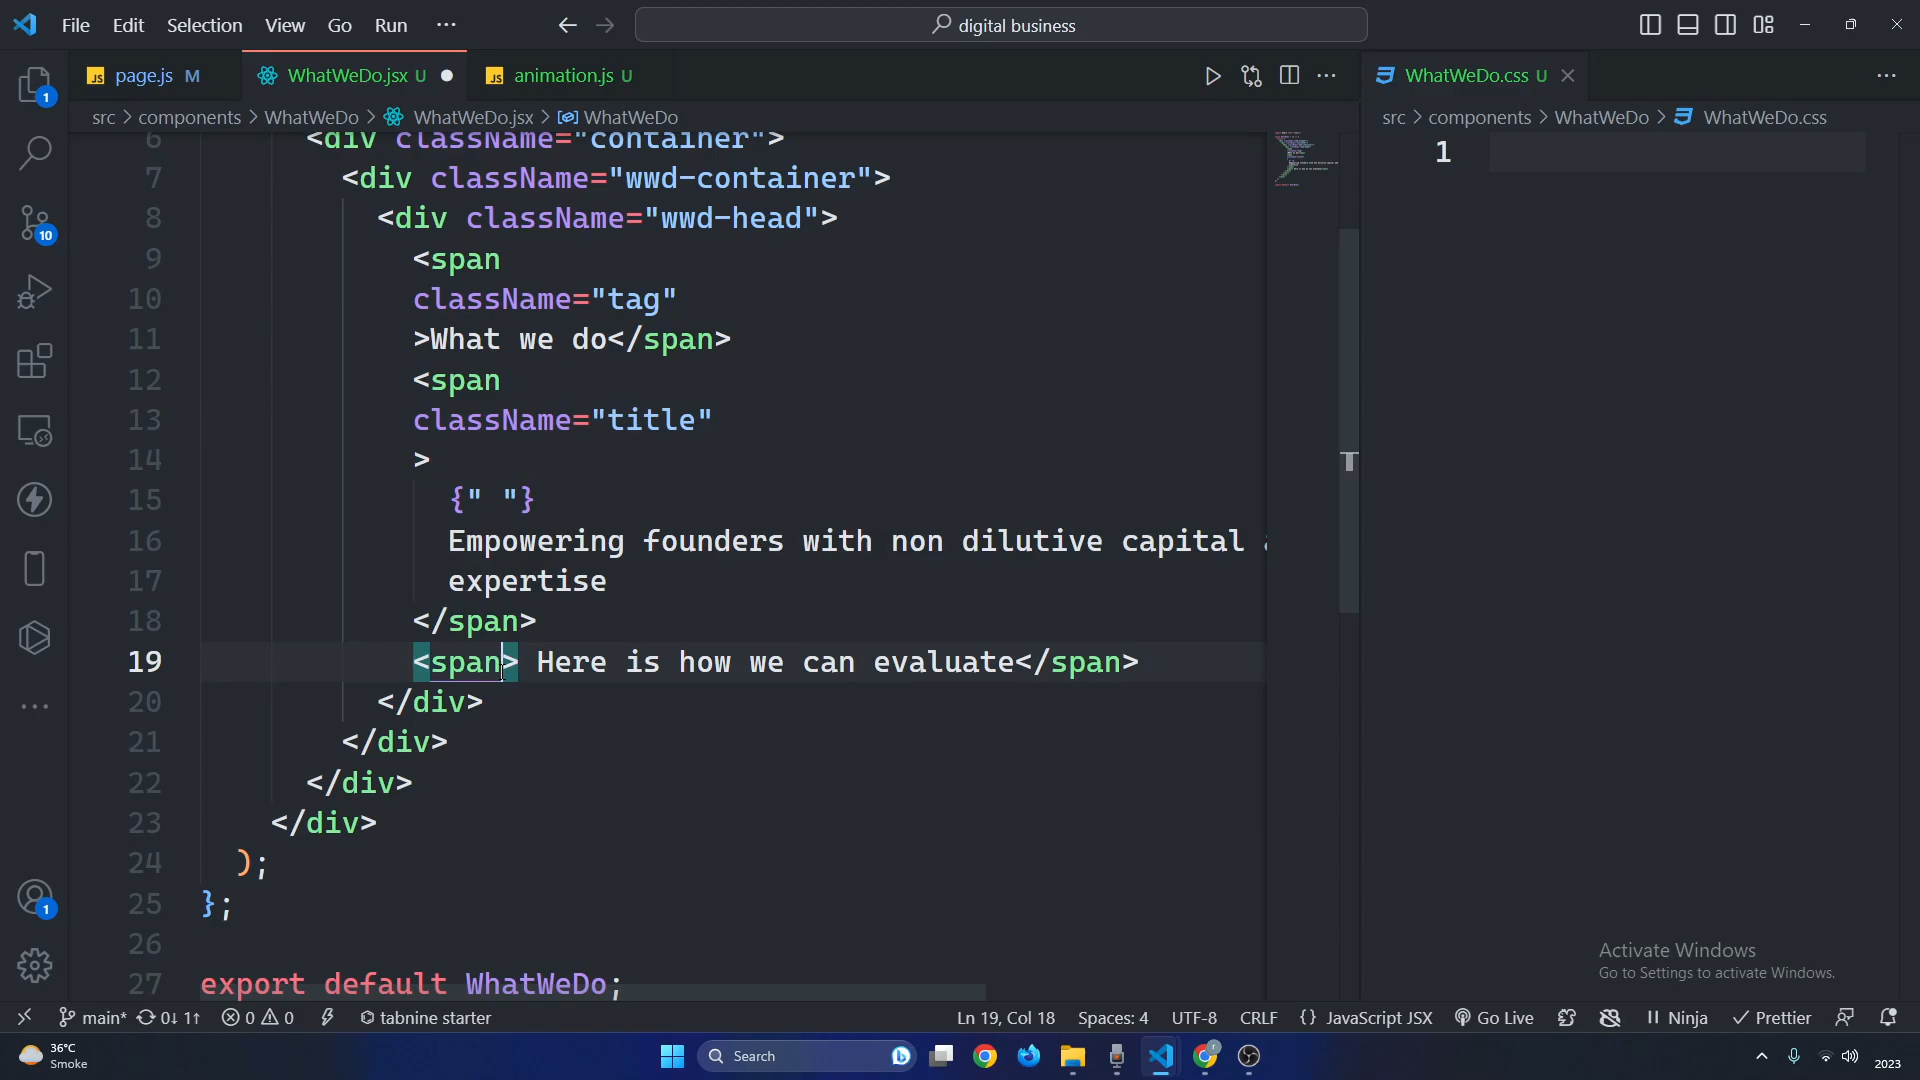 File Edit Selection View Go Run ...
digital business
page.js M
WhatWeDo.jsx U
animation.js U
WhatWeDo.css U
src > components > WhatWeDo > WhatWeDo.jsx > WhatWeDo
src > components > WhatWeDo > WhatWeDo.css
6 <div className="container">
7 <div className="wwd-container">
8 <div className="wwd-head">
9 <span
10 className="tag"
11 >What we do</span>
12 <span
13 className="title"
14 >
15 {" "}
16 Empowering founders with non dilutive capital
17 expertise
18 </span>
19 <span> Here is how we can evaluate</span>
20 </div>
21 </div>
22 </div>
23 </div>
24 );
25 };
26
27 export default WhatWeDo;
1
1
10
1
Activate Windows
Go to Settings to activate Windows.
main* 0↓ 1↑ 0 0 tabnine starter
Ln 19, Col 18 Spaces: 4 UTF-8 CRLF {} JavaScript JSX Go Live Ninja Prettier
36°C
Smoke
Search
2023